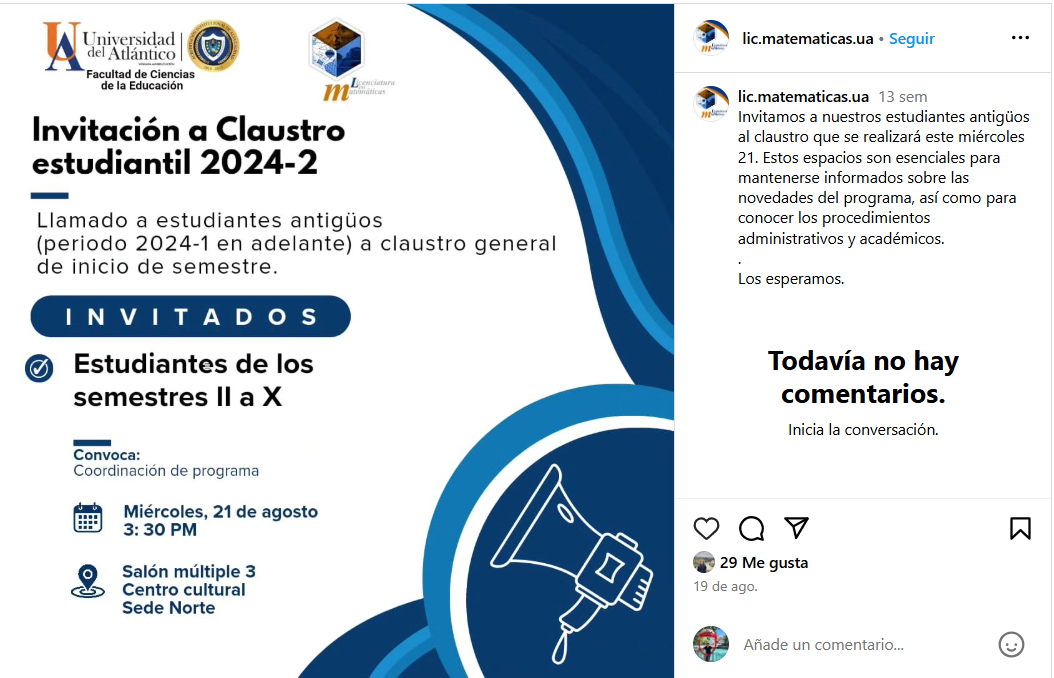 Universidad
del Atlántico
Facultad de Ciencias
de la Educación
Licenciatura
en
matemáticas
Invitación a Claustro
estudiantil 2024-2
Llamado a estudiantes antigüos
(periodo 2024-1 en adelante) a claustro general
de inicio de semestre.
INVITADOS
Estudiantes de los
semestres II a X
Convoca:
Coordinación de programa
Miércoles, 21 de agosto
3: 30 PM
Salón múltiple 3
Centro cultural
Sede Norte
lic.matematicas.ua • Seguir
lic.matematicas.ua 13 sem
Invitamos a nuestros estudiantes antigüos
al claustro que se realizará este miércoles
21. Estos espacios son esenciales para
mantenerse informados sobre las
novedades del programa, así como para
conocer los procedimientos
administrativos y académicos.
.
Los esperamos.
Todavía no hay
comentarios.
Inicia la conversación.
29 Me gusta
19 de ago.
Añade un comentario...